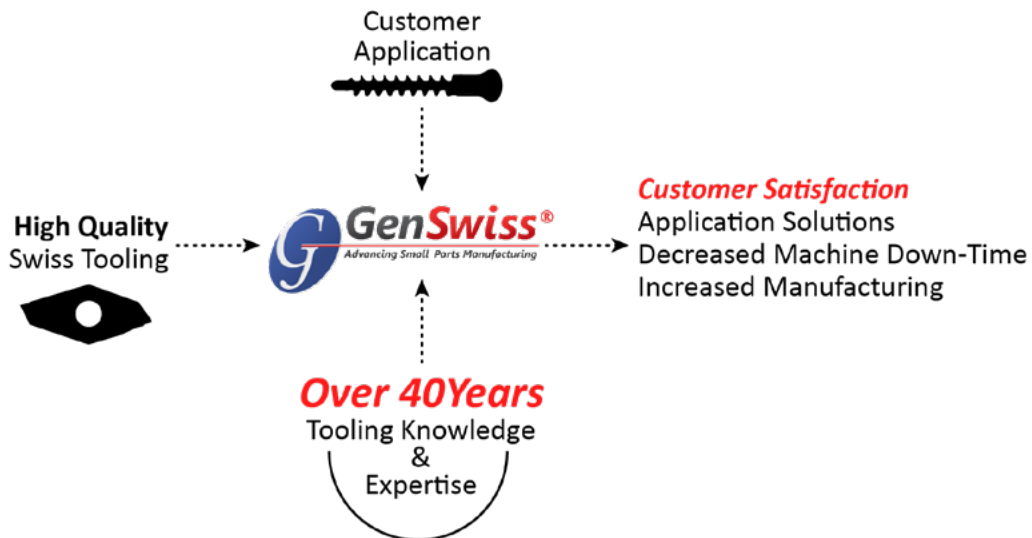 Customer
Application
High Quality
Swiss Tooling
G
GenSwiss®
Advancing Small Parts Manufacturing
Customer Satisfaction
Application Solutions
Decreased Machine Down-Time
Increased Manufacturing
Over 40Years
Tooling Knowledge
&
Expertise